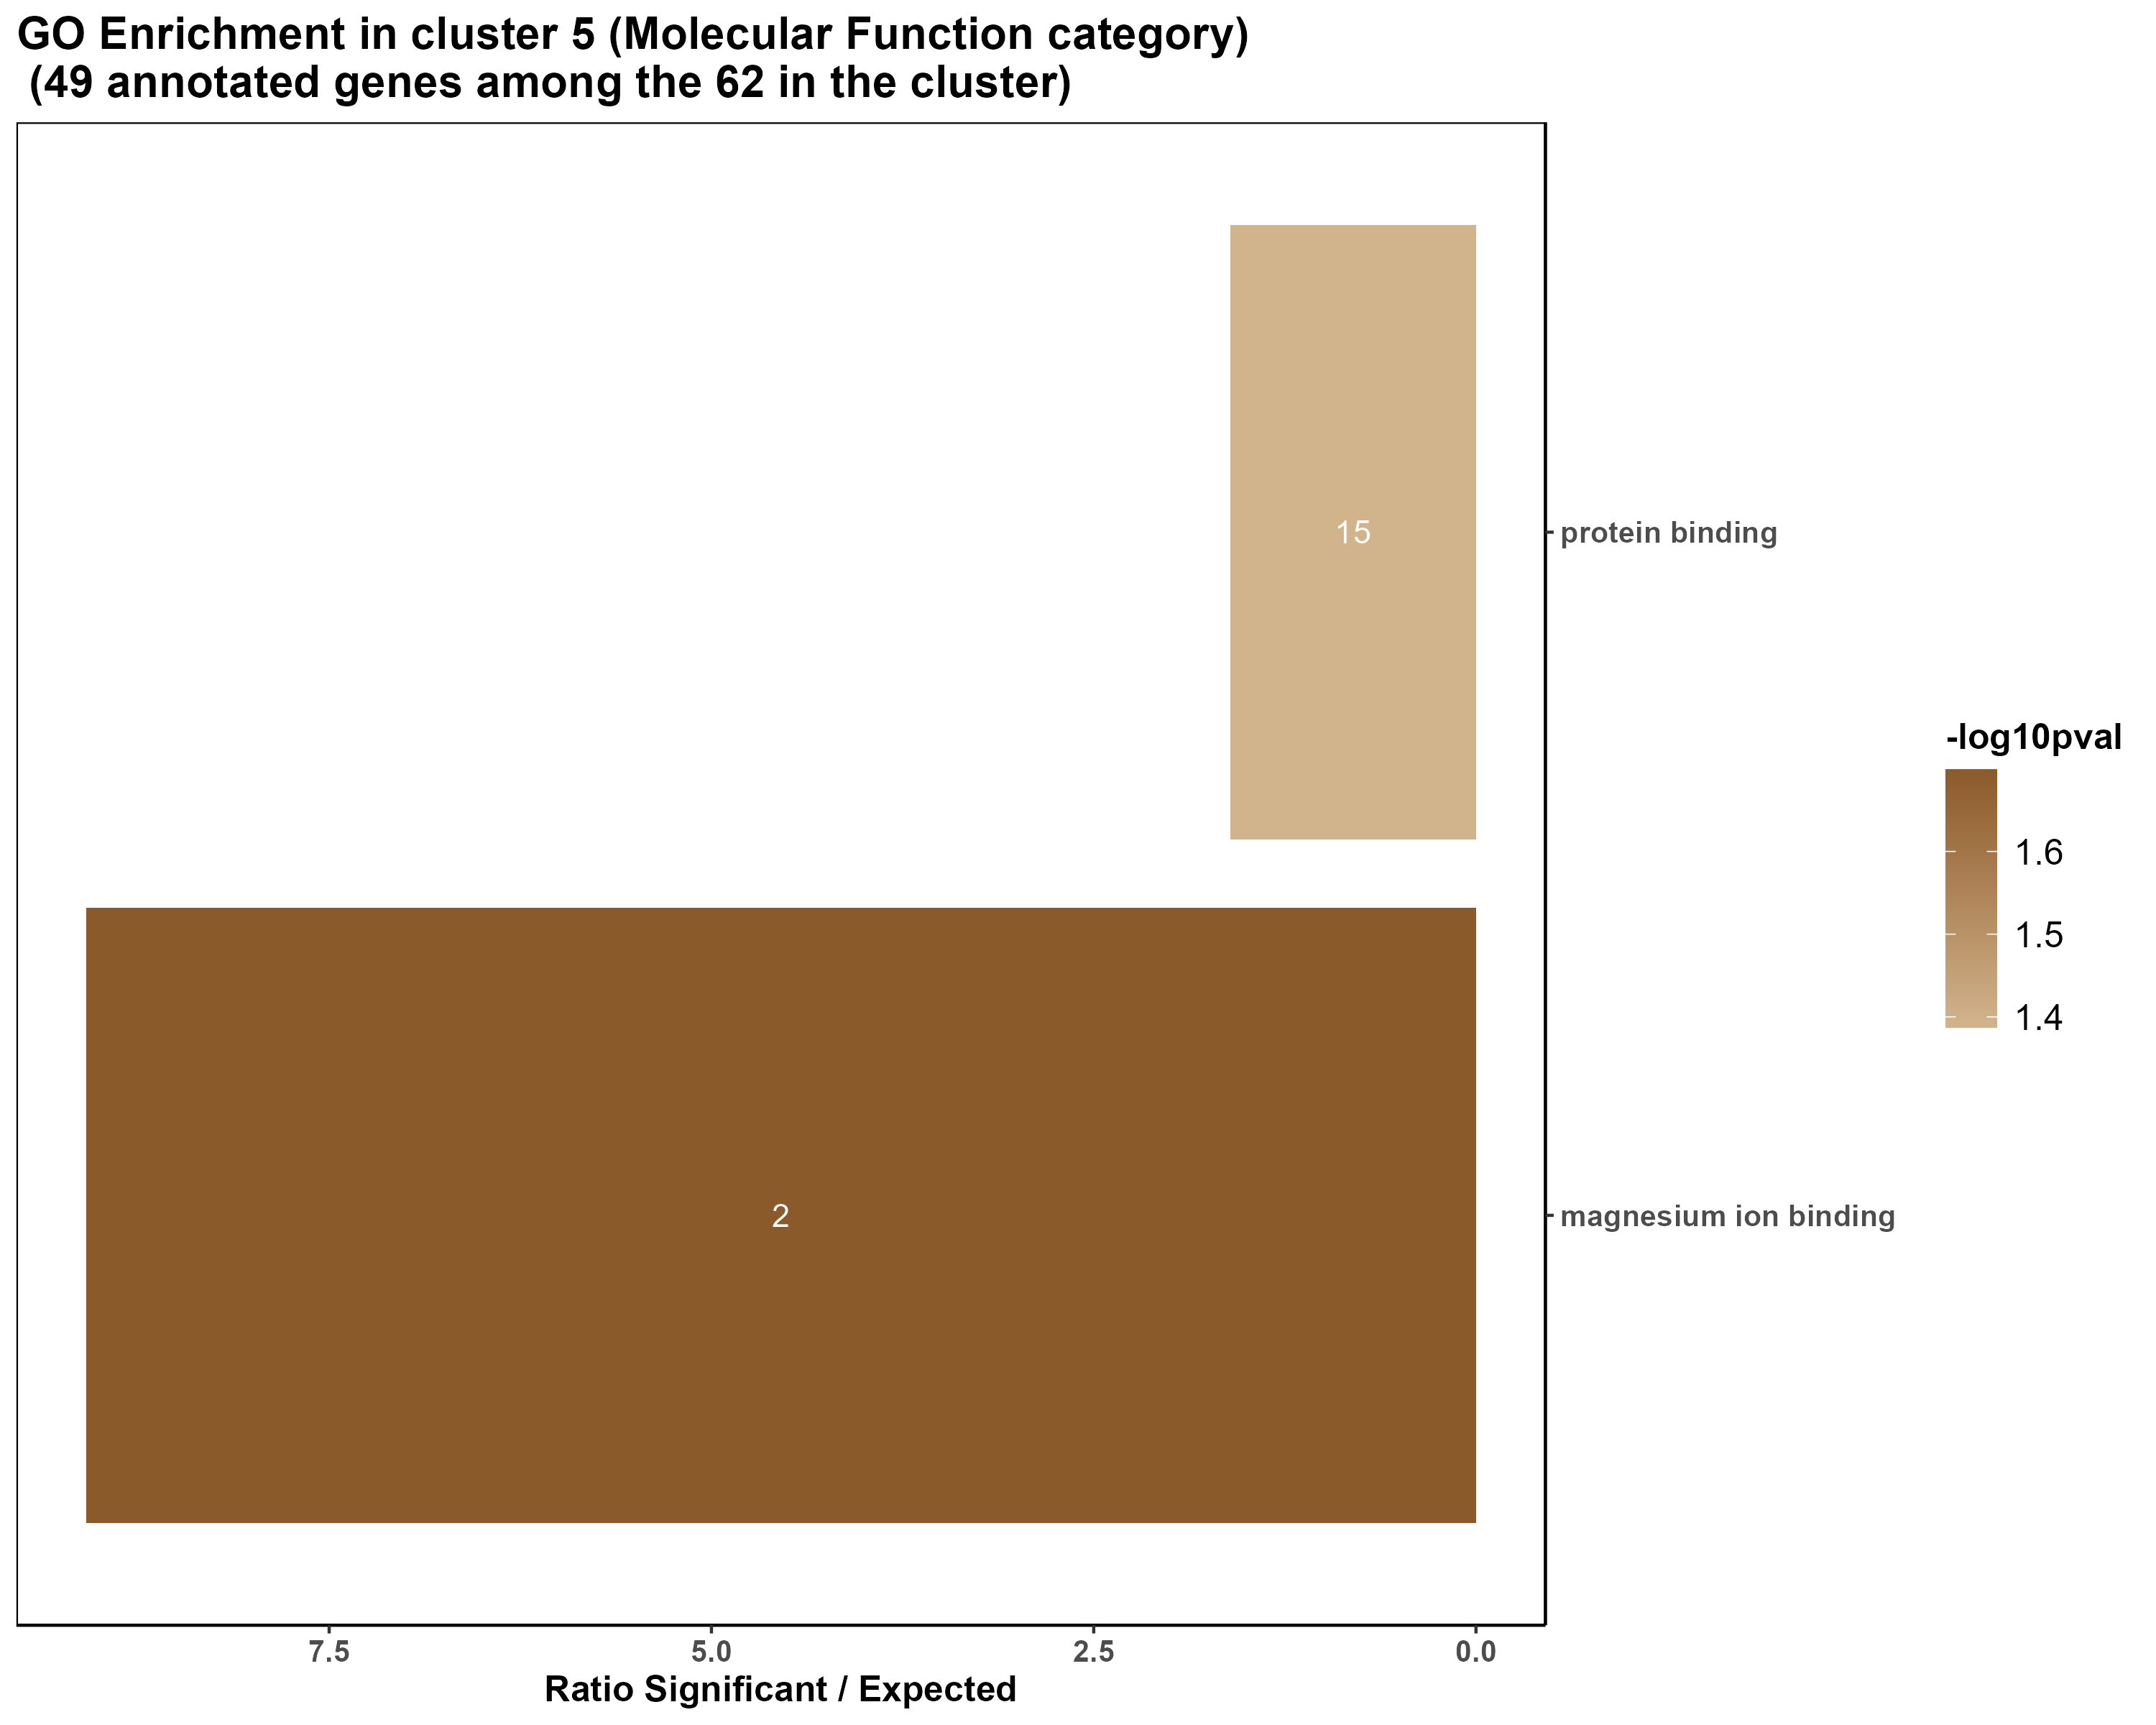 GO Enrichment in cluster 5 (Molecular Function category)
(49 annotated genes among the 62 in the cluster)
15
protein binding
2
magnesium ion binding
-log10pval
1.6
1.5
1.4
7.5 5.0 2.5 0.0
Ratio Significant / Expected